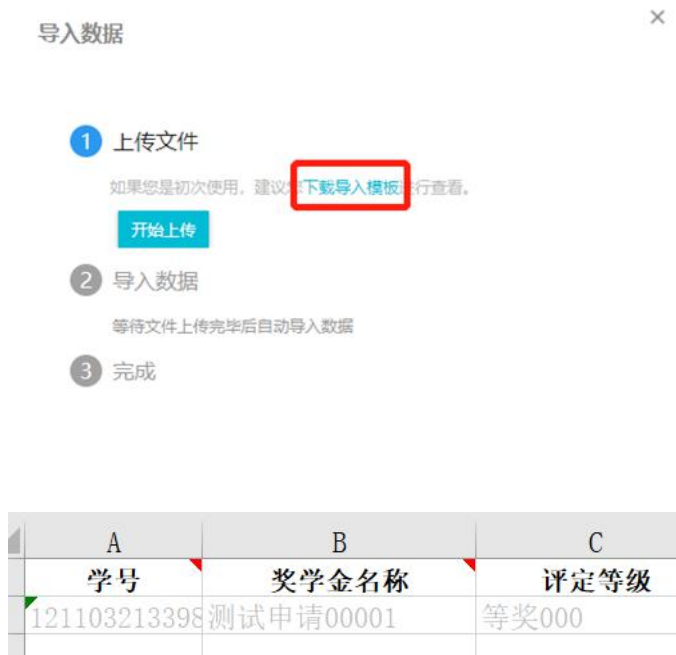 导入数据
×
1 上传文件
如果您是初次使用，建议您下载导入模板进行查看。
开始上传
2 导入数据
等待文件上传完毕后自动导入数据
3 完成
A B C
学号 奖学金名称 评定等级
121103213398 测试申请00001 等奖000